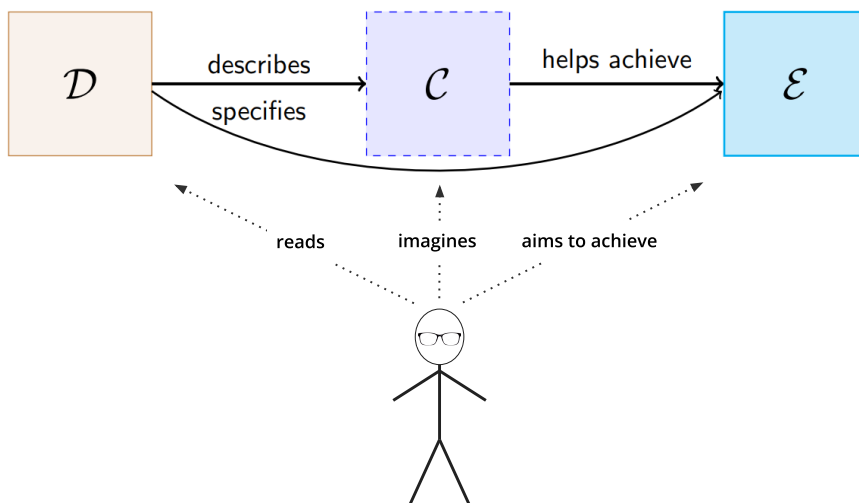 describes
helps achieve
𝒟
𝒞
ℰ
specifies
reads
imagines
aims to achieve